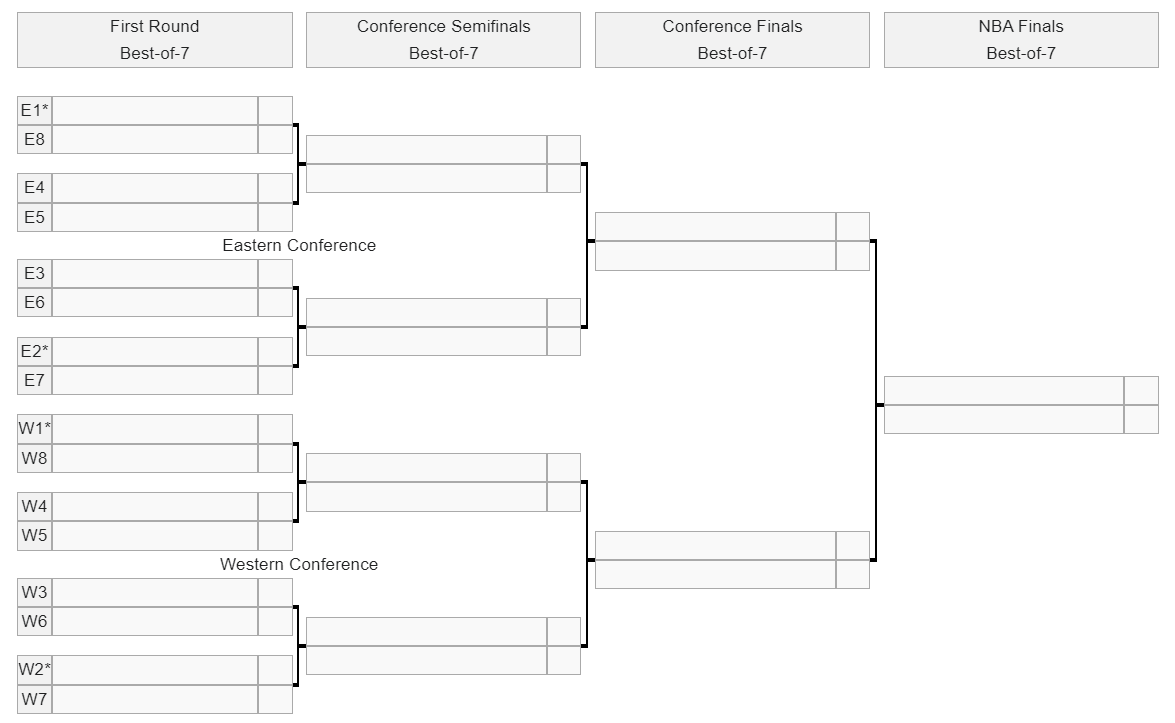 First Round
Best-of-7
Conference Semifinals
Best-of-7
Conference Finals
Best-of-7
NBA Finals
Best-of-7
E1*
E8
E4
E5
Eastern Conference
E3
E6
E2*
E7
W1*
W8
W4
W5
Western Conference
W3
W6
W2*
W7